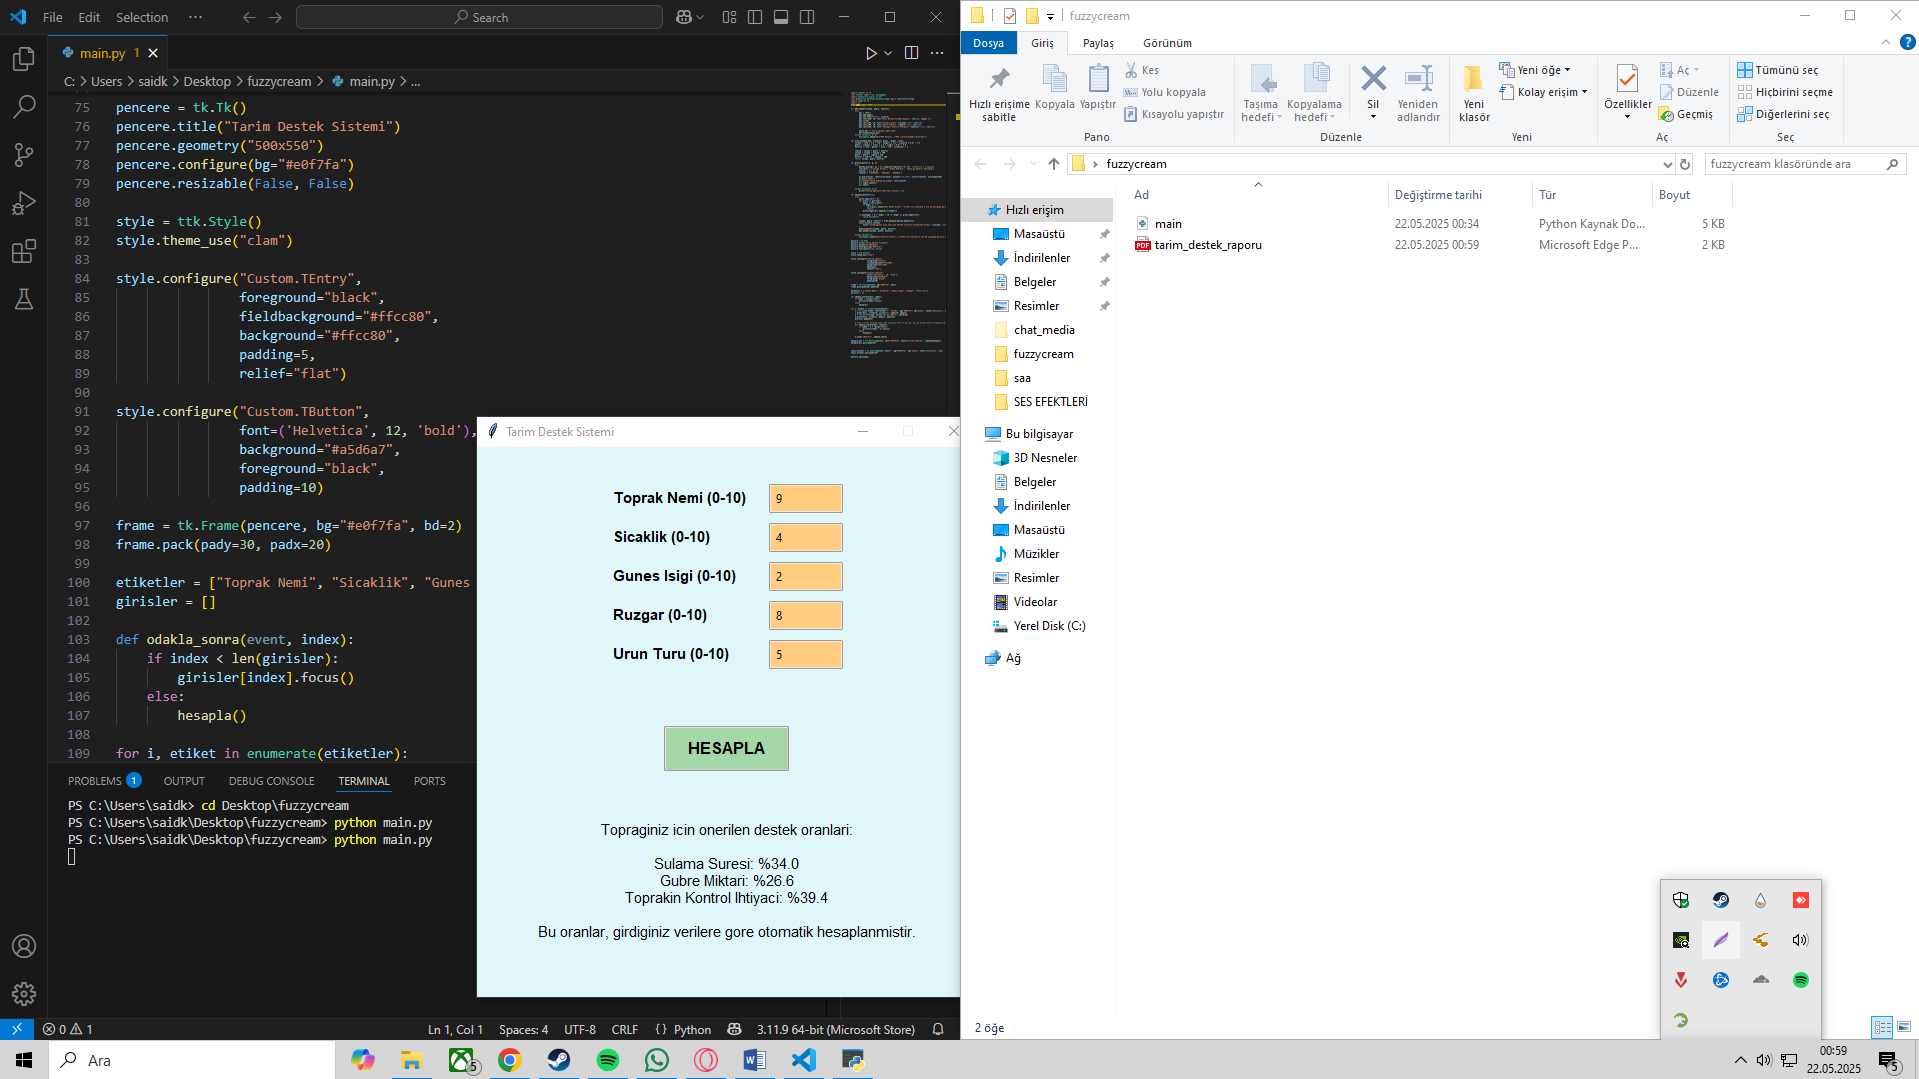 File Edit Selection ···
Search
main.py 1
C: > Users > saidk > Desktop > fuzzycream > main.py > ...
75 pencere = tk.Tk()
76 pencere.title("Tarim Destek Sistemi")
77 pencere.geometry("500x550")
78 pencere.configure(bg="#e0f7fa")
79 pencere.resizable(False, False)
80
81 style = ttk.Style()
82 style.theme_use("clam")
83
84 style.configure("Custom.TEntry",
85 foreground="black",
86 fieldbackground="#ffcc80",
87 background="#ffcc80",
88 padding=5,
89 relief="flat")
90
91 style.configure("Custom.TButton",
92 font=('Helvetica', 12, 'bold'),
93 background="#a5d6a7",
94 foreground="black",
95 padding=10)
96
97 frame = tk.Frame(pencere, bg="#e0f7fa", bd=2)
98 frame.pack(pady=30, padx=20)
99
100 etiketler = ["Toprak Nemi", "Sicaklik", "Gunes
101 girisler = []
102
103 def odakla_sonra(event, index):
104 if index < len(girisler):
105 girisler[index].focus()
106 else:
107 hesapla()
108
109 for i, etiket in enumerate(etiketler):
PROBLEMS 1 OUTPUT DEBUG CONSOLE TERMINAL PORTS
PS C:\Users\saidk> cd Desktop\fuzzycream
PS C:\Users\saidk\Desktop\fuzzycream> python main.py
PS C:\Users\saidk\Desktop\fuzzycream> python main.py
0 1 Ln 1, Col 1 Spaces: 4 UTF-8 CRLF {} Python 3.11.9 64-bit (Microsoft Store)
Tarim Destek Sistemi
Toprak Nemi (0-10) 9
Sicaklik (0-10) 4
Gunes Isigi (0-10) 2
Ruzgar (0-10) 8
Urun Turu (0-10) 5
HESAPLA
Topraginiz icin onerilen destek oranlari:
Sulama Suresi: %34.0
Gubre Miktari: %26.6
Toprakin Kontrol Ihtiyaci: %39.4
Bu oranlar, girdiginiz verilere gore otomatik hesaplanmistir.
fuzzycream
Dosya Giriş Paylaş Görünüm
Hızlı erişime sabitle
Kopyala
Yapıştır
Kes
Yolu kopyala
Kısayolu yapıştır
Pano
Taşıma hedefi
Kopyalama hedefi
Sil
Yeniden adlandır
Düzenle
Yeni klasör
Yeni öğe
Kolay erişim
Yeni
Özellikler
Aç
Düzenle
Geçmiş
Aç
Tümünü seç
Hiçbirini seçme
Diğerlerini seç
Seç
fuzzycream
fuzzycream klasöründe ara
Ad Değiştirme tarihi Tür Boyut
main 22.05.2025 00:34 Python Kaynak Do... 5 KB
tarim_destek_raporu 22.05.2025 00:59 Microsoft Edge P... 2 KB
Hızlı erişim
Masaüstü
İndirilenler
Belgeler
Resimler
chat_media
fuzzycream
saa
SES EFEKTLERİ
Bu bilgisayar
3D Nesneler
Belgeler
İndirilenler
Masaüstü
Müzikler
Resimler
Videolar
Yerel Disk (C:)
Ağ
2 öğe
Ara
5
00:59
22.05.2025
5